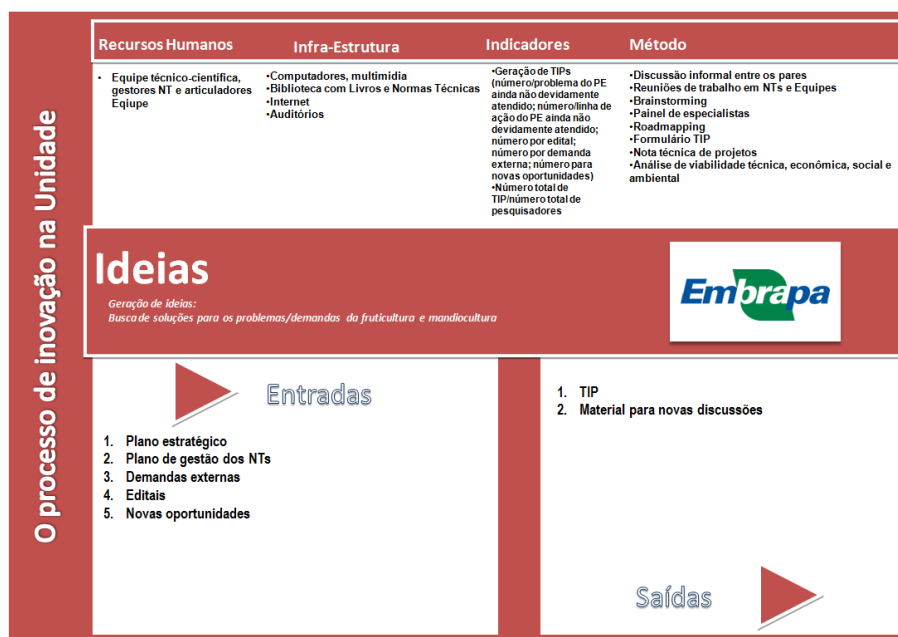 O processo de inovação na Unidade
Recursos Humanos
Infra-Estrutura
Indicadores
Método
• Equipe técnico-científica,
gestores NT e articuladores
Eqiupe
•Computadores, multimidia
•Biblioteca com Livros e Normas Técnicas
•Internet
•Auditórios
•Geração de TIPs
(número/problema do PE
ainda não devidamente
atendido; número/linha de
ação do PE ainda não
devidamente atendido;
número por edital;
número por demanda
externa; número para
novas oportunidades)
•Número total de
TIP/número total de
pesquisadores
•Discussão informal entre os pares
•Reuniões de trabalho em NTs e Equipes
•Brainstorming
•Painel de especialistas
•Roadmapping
•Formulário TIP
•Nota técnica de projetos
•Análise de viabilidade técnica, econômica, social e
ambiental
Ideias
Geração de ideias:
Busca de soluções para os problemas/demandas da fruticultura e mandiocultura
Embrapa
Entradas
1. Plano estratégico
2. Plano de gestão dos NTs
3. Demandas externas
4. Editais
5. Novas oportunidades
1. TIP
2. Material para novas discussões
Saídas